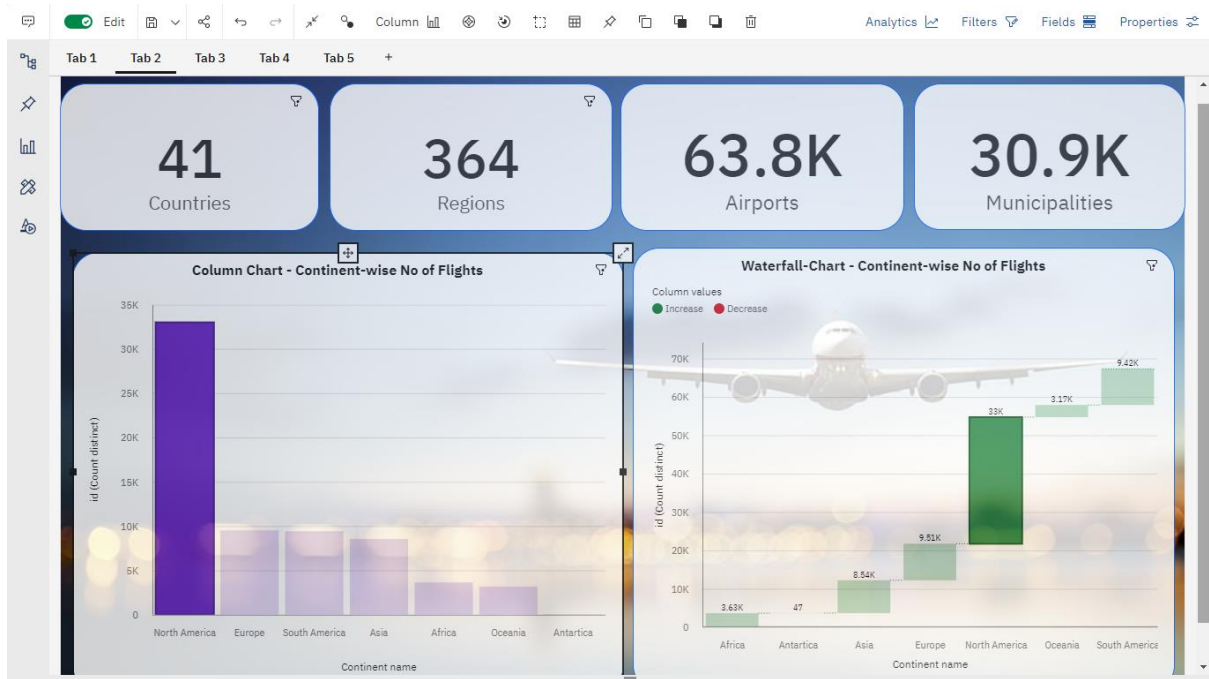 Edit
Column
Analytics
Filters
Fields
Properties
Tab 1
Tab 2
Tab 3
Tab 4
Tab 5
+
41
Countries
364
Regions
63.8K
Airports
30.9K
Municipalities
Column Chart - Continent-wise No of Flights
35K
30K
25K
20K
15K
10K
5K
0
id (Count distinct)
North America
Europe
South America
Asia
Africa
Oceania
Antartica
Continent name
Waterfall-Chart - Continent-wise No of Flights
Column values
Increase
Decrease
70K
60K
50K
40K
30K
20K
10K
0
id (Count distinct)
3.63K
47
8.54K
9.51K
33K
3.17K
9.42K
Africa
Antartica
Asia
Europe
North America
Oceania
South America
Continent name